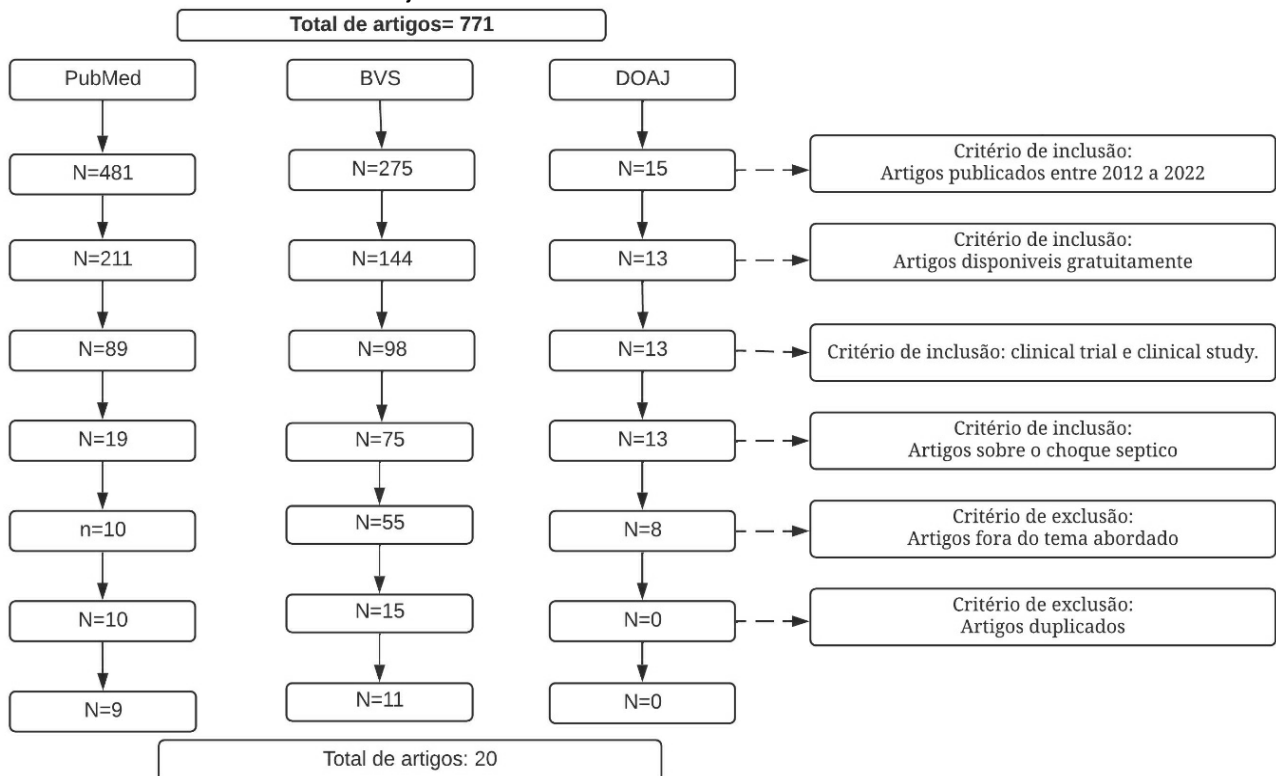 Total de artigos= 771
PubMed
BVS
DOAJ
N=481
N=275
N=15
Critério de inclusão:
Artigos publicados entre 2012 a 2022
N=211
N=144
N=13
Critério de inclusão:
Artigos disponiveis gratuitamente
N=89
N=98
N=13
Critério de inclusão: clinical trial e clinical study.
N=19
N=75
N=13
Critério de inclusão:
Artigos sobre o choque septico
n=10
N=55
N=8
Critério de exclusão:
Artigos fora do tema abordado
N=10
N=15
N=0
Critério de exclusão:
Artigos duplicados
N=9
N=11
N=0
Total de artigos: 20